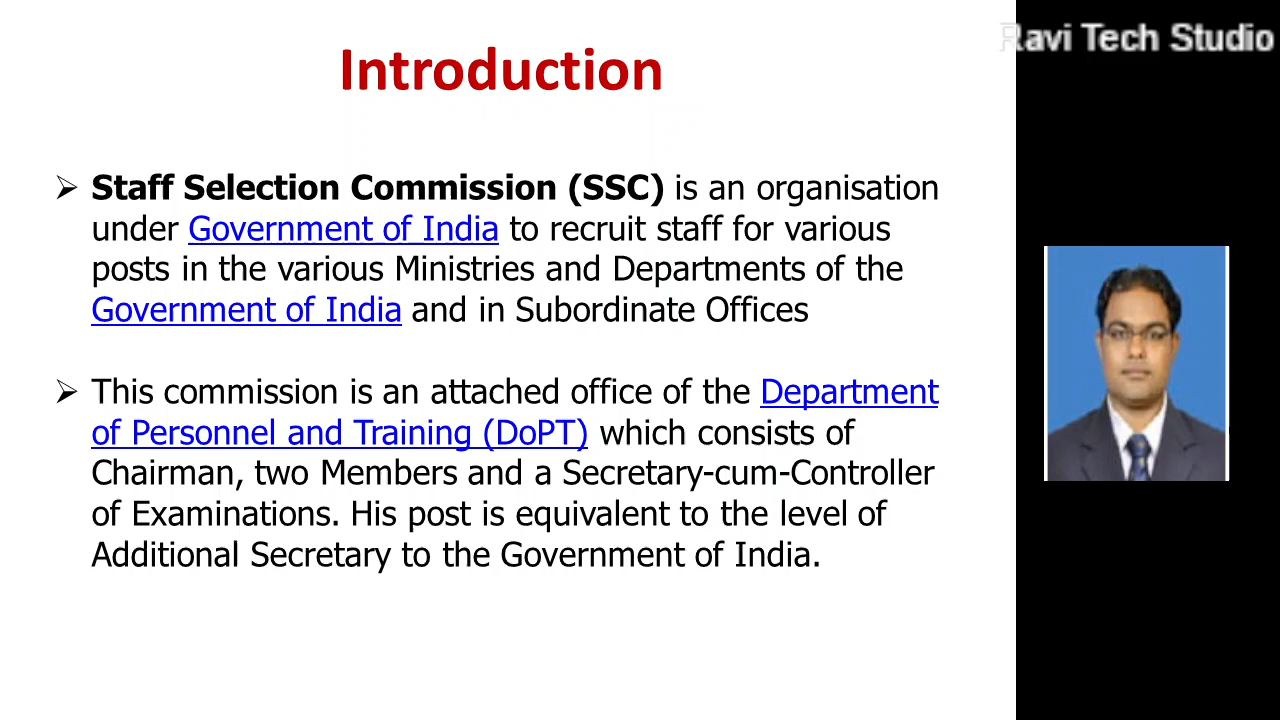 Introduction
Ravi Tech Studio
➢ Staff Selection Commission (SSC) is an organisation
under Government of India to recruit staff for various
posts in the various Ministries and Departments of the
Government of India and in Subordinate Offices
➢ This commission is an attached office of the Department
of Personnel and Training (DoPT) which consists of
Chairman, two Members and a Secretary-cum-Controller
of Examinations. His post is equivalent to the level of
Additional Secretary to the Government of India.